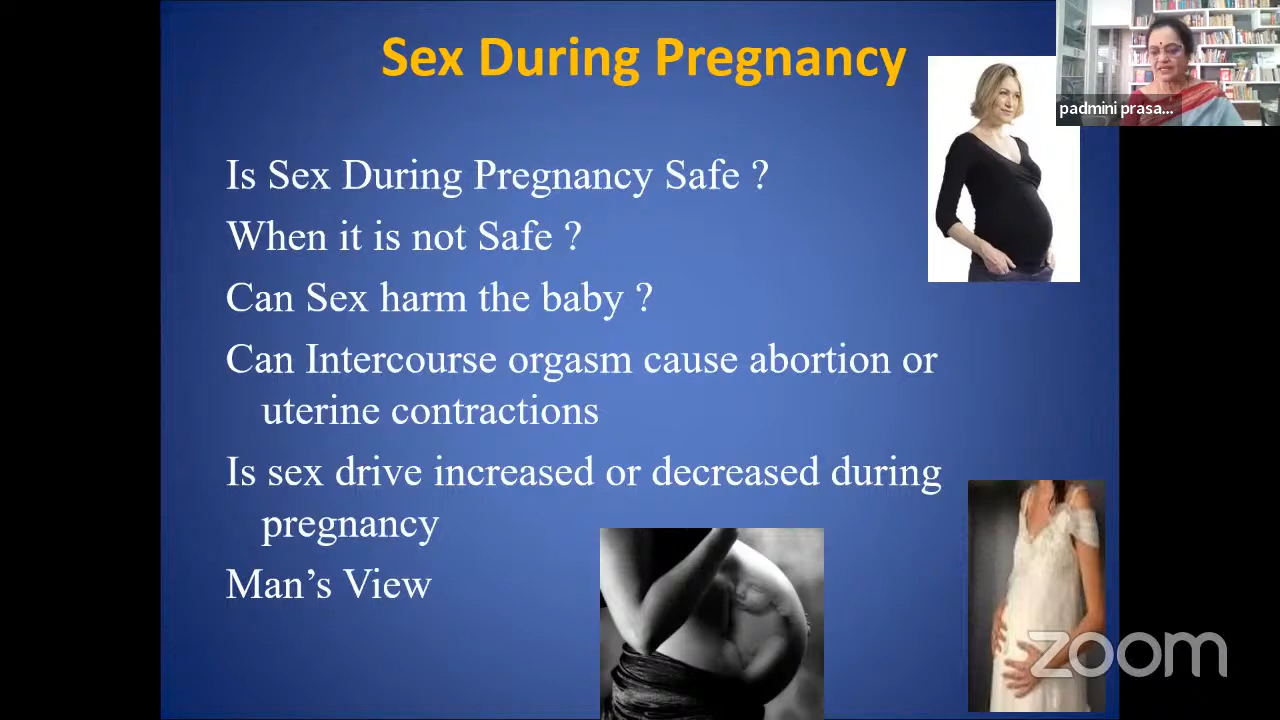 Sex During Pregnancy
padmini prasa...
Is Sex During Pregnancy Safe ?
When it is not Safe ?
Can Sex harm the baby ?
Can Intercourse orgasm cause abortion or
uterine contractions
Is sex drive increased or decreased during
pregnancy
Man’s View
zoom